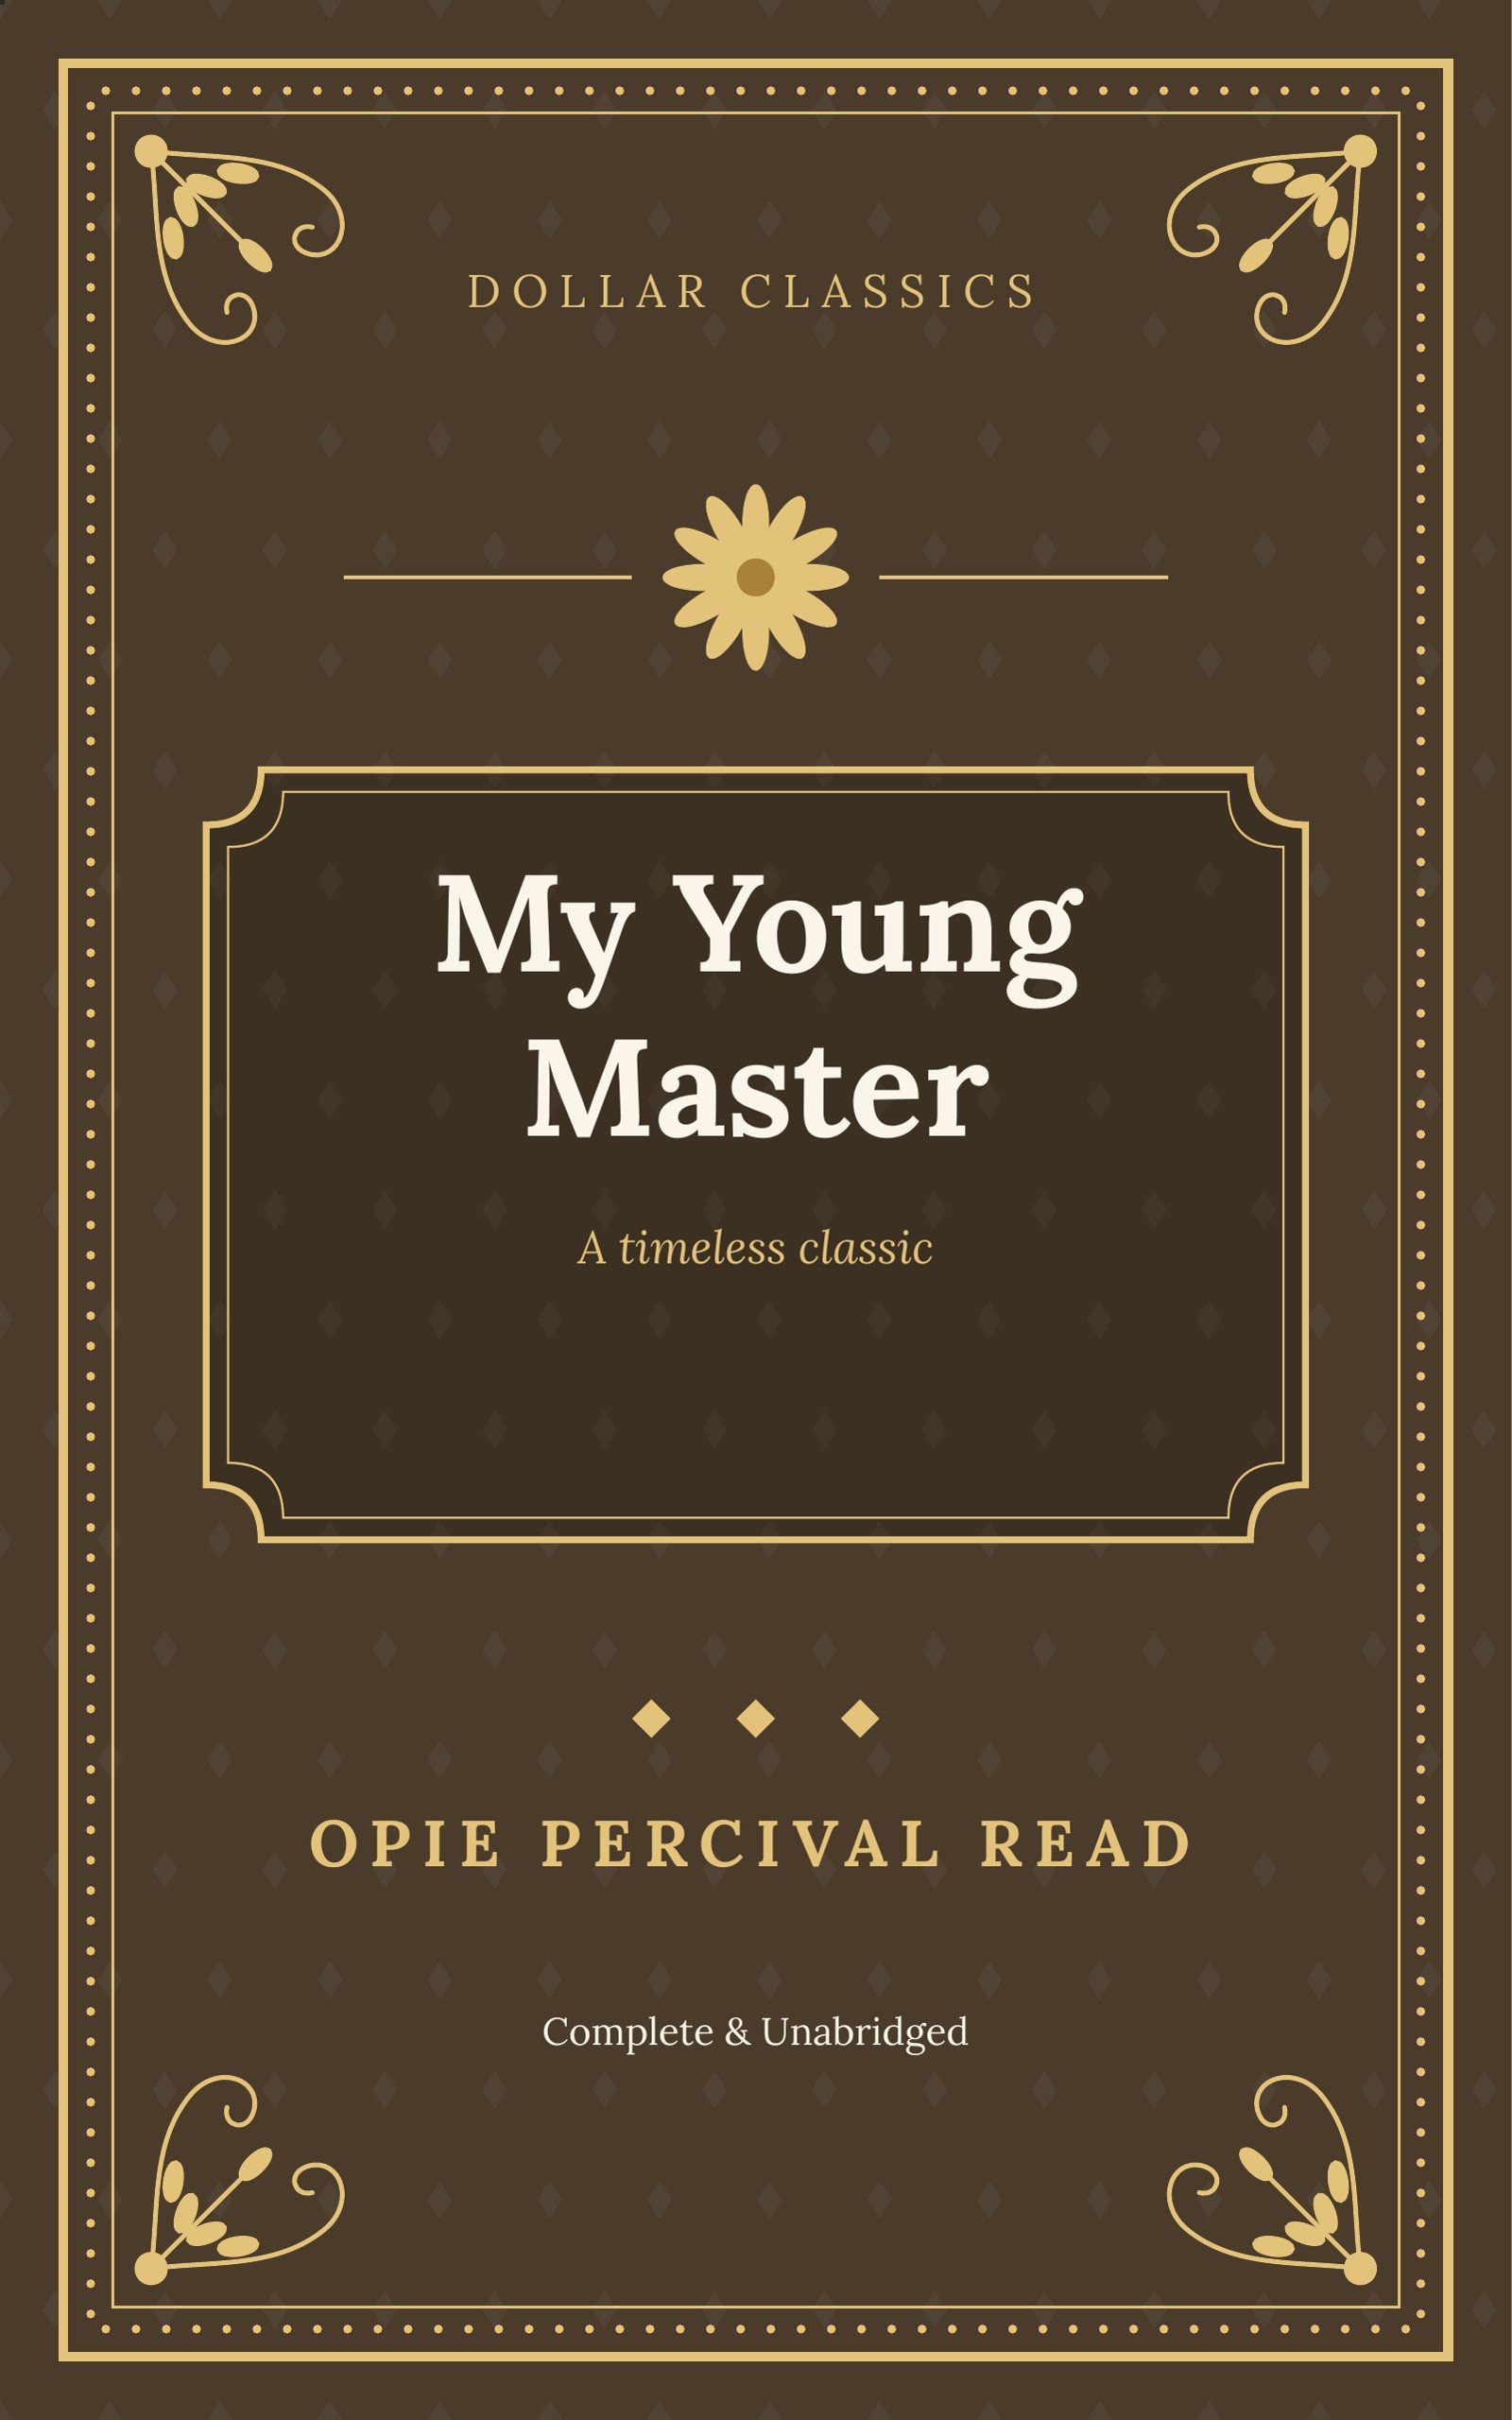 DOLLAR CLASSICS
My Young
Master
A timeless classic
OPIE PERCIVAL READ
Complete & Unabridged